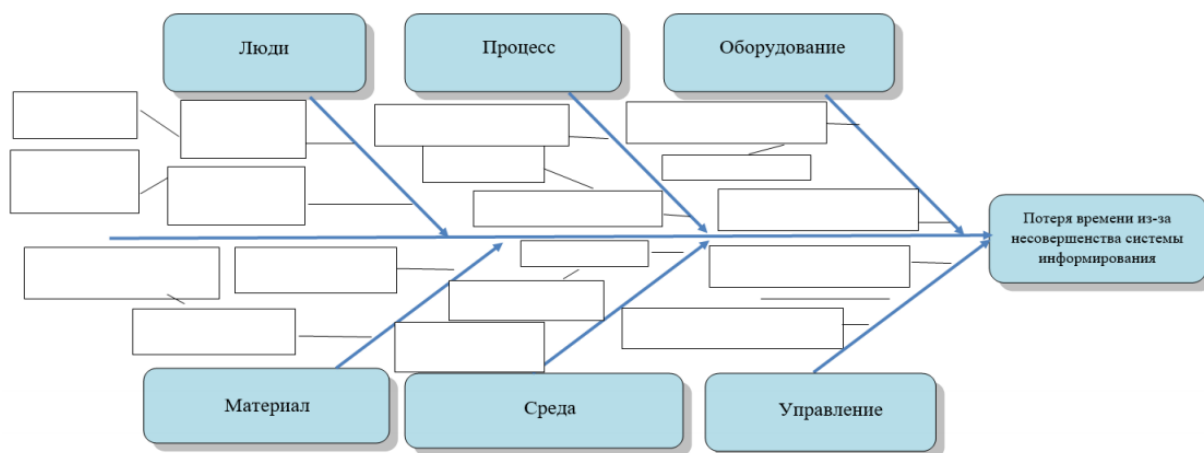 Люди
Процесс
Оборудование
Потеря времени из-за
несовершенства системы
информирования
Материал
Среда
Управление